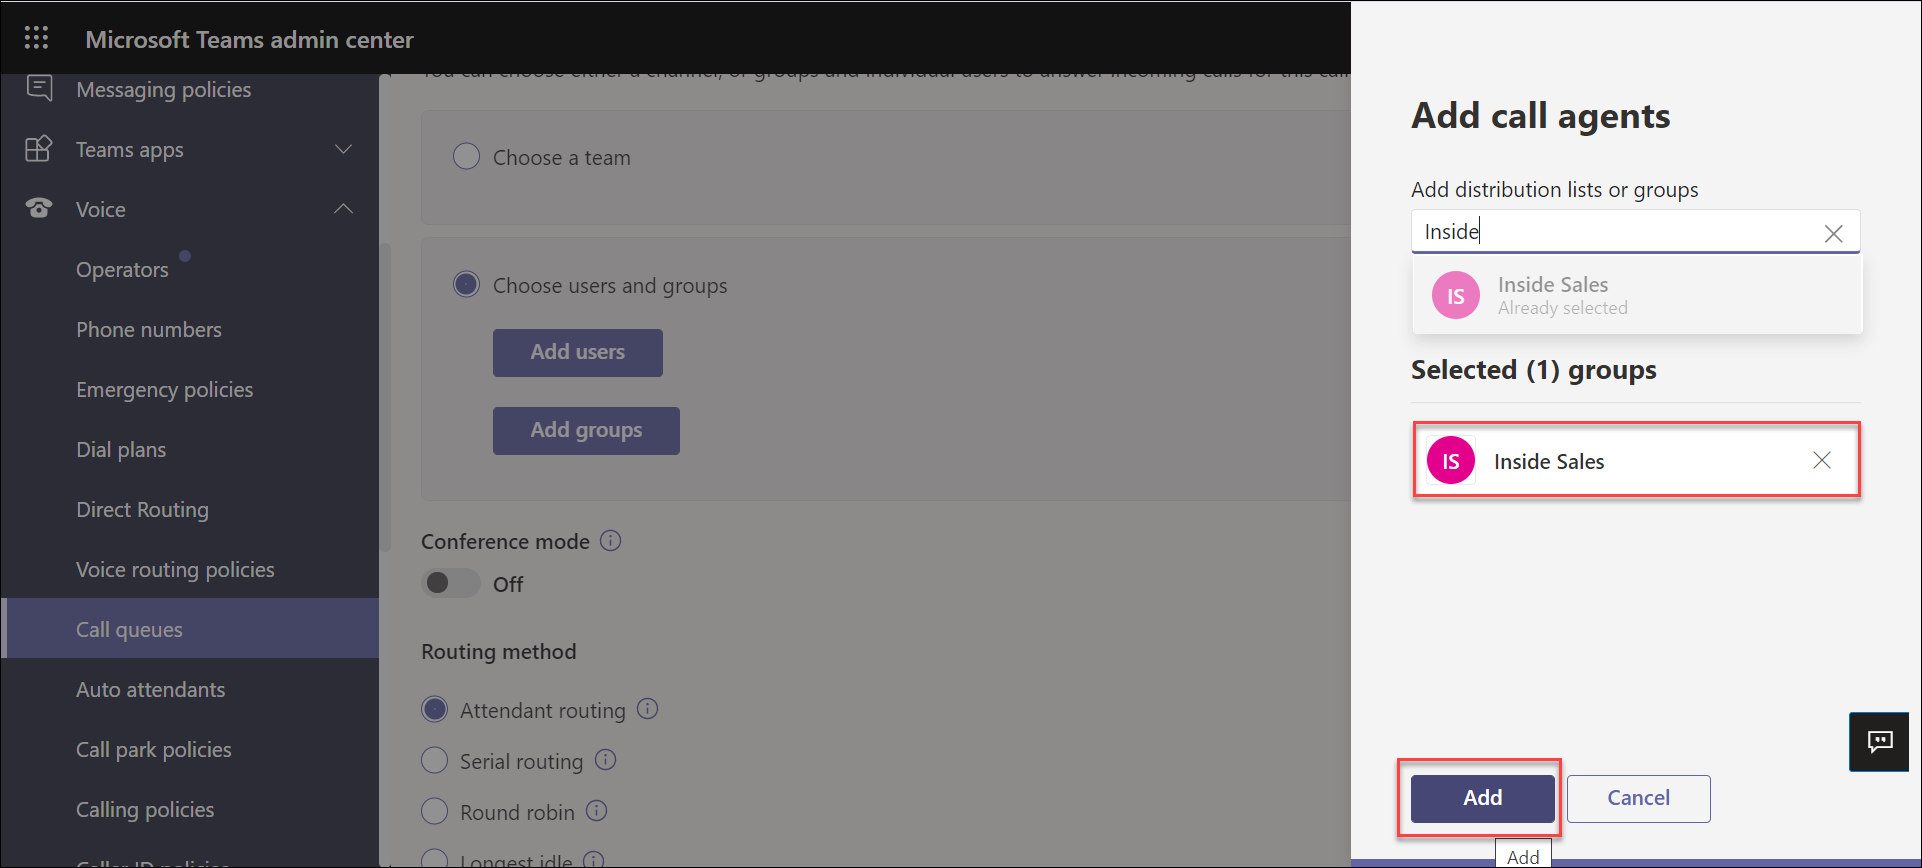 Microsoft Teams admin center
Messaging policies
Teams apps
Voice
Operators
Phone numbers
Emergency policies
Dial plans
Direct Routing
Voice routing policies
Call queues
Auto attendants
Call park policies
Calling policies
Caller ID policies
You can choose either a channel, or groups and individual users to answer incoming calls for this call
Choose a team
Choose users and groups
Add users
Add groups
Conference mode
Off
Routing method
Attendant routing
Serial routing
Round robin
Longest idle
Add call agents
Add distribution lists or groups
Inside
IS
Inside Sales
Already selected
Selected (1) groups
IS
Inside Sales
Add
Cancel
Add